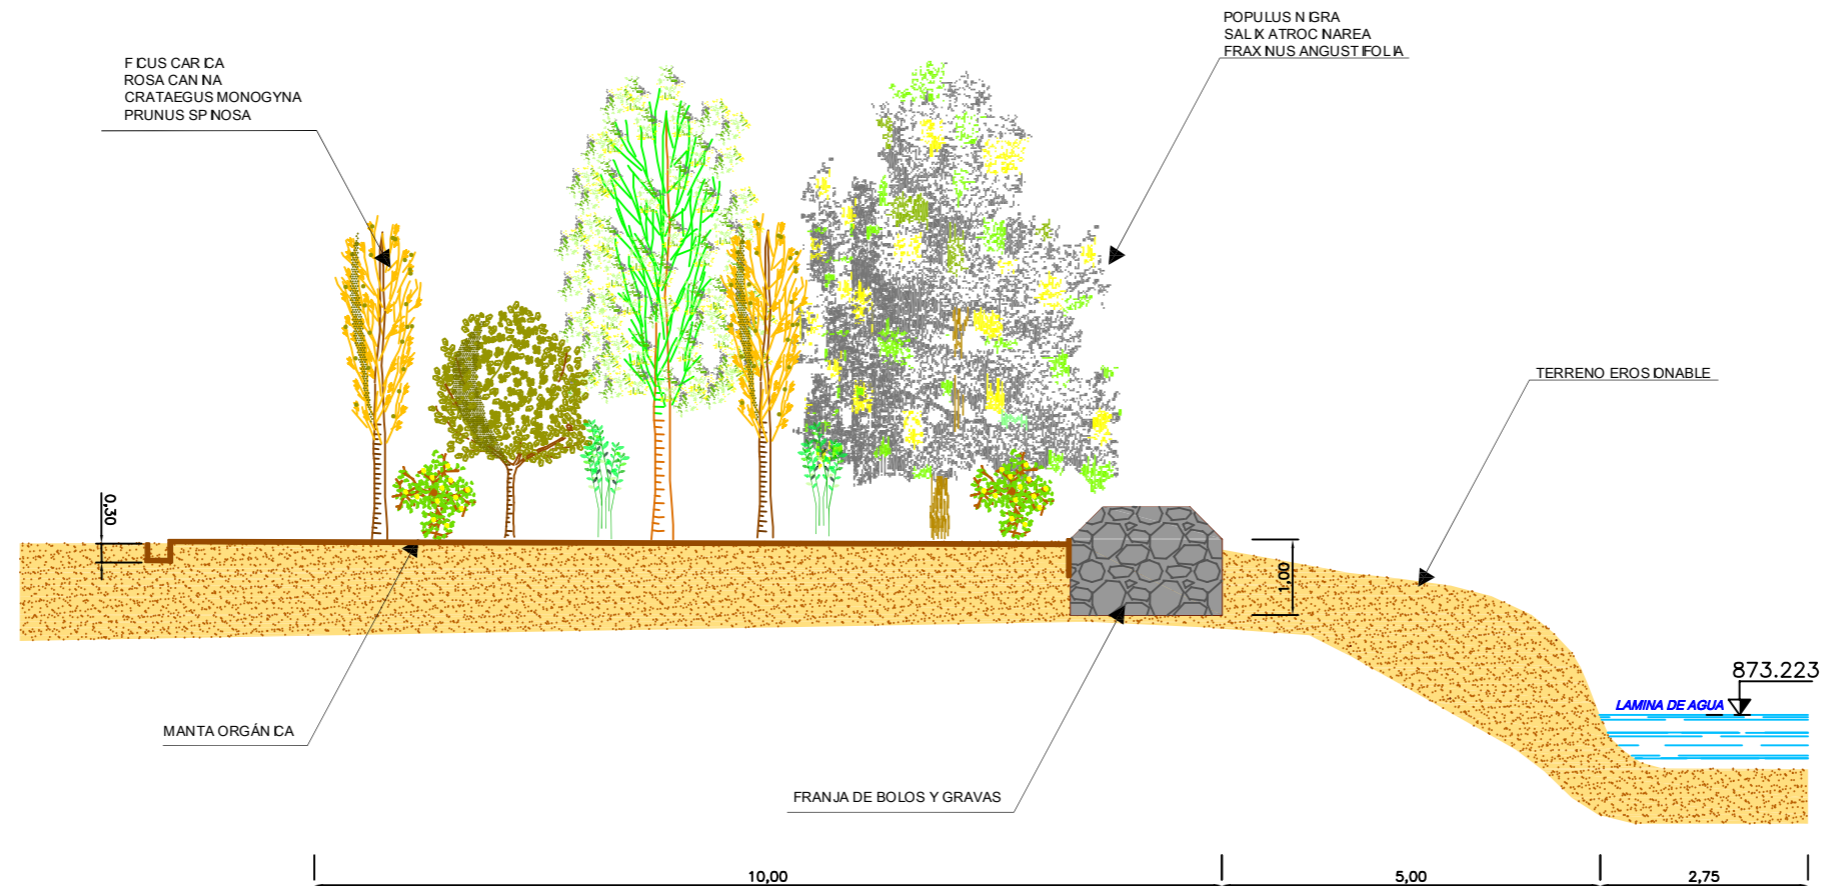 POPULUS NIGRA
SALIX ATROCINAREA
FRAXINUS ANGUSTIFOLIA
FICUS CARICA
ROSA CANINA
CRATAEGUS MONOGYNA
PRUNUS SPINOSA
TERRENO EROSIONABLE
0,30
1,00
873.223
LAMINA DE AGUA
MANTA ORGÁNICA
FRANJA DE BOLOS Y GRAVAS
10,00
5,00
2,75